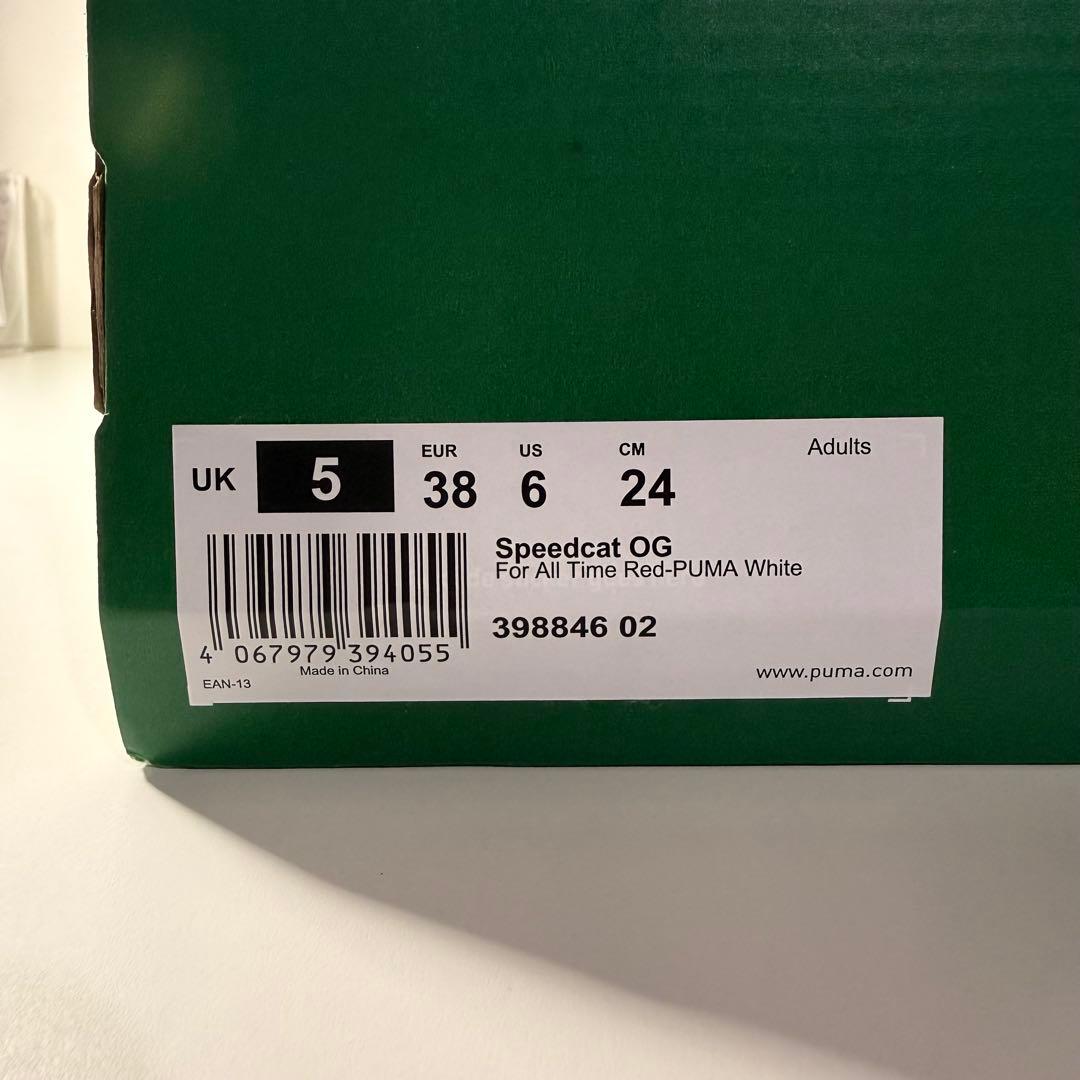 UK 5 EUR 38 US 6 CM 24 Adults
Speedcat OG
For All Time Red-PUMA White
398846 02
4 067979 394055
Made in China
EAN-13
www.puma.com